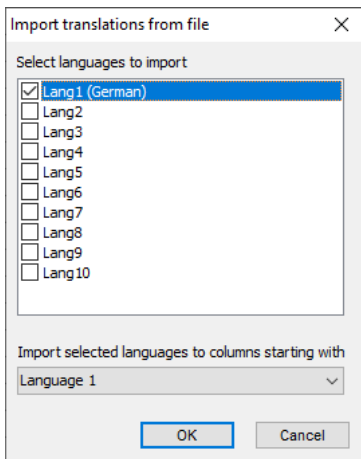 Import translations from file
Select languages to import
Lang1 (German)
Lang2
Lang3
Lang4
Lang5
Lang6
Lang7
Lang8
Lang9
Lang10
Import selected languages to columns starting with
Language 1
OK Cancel